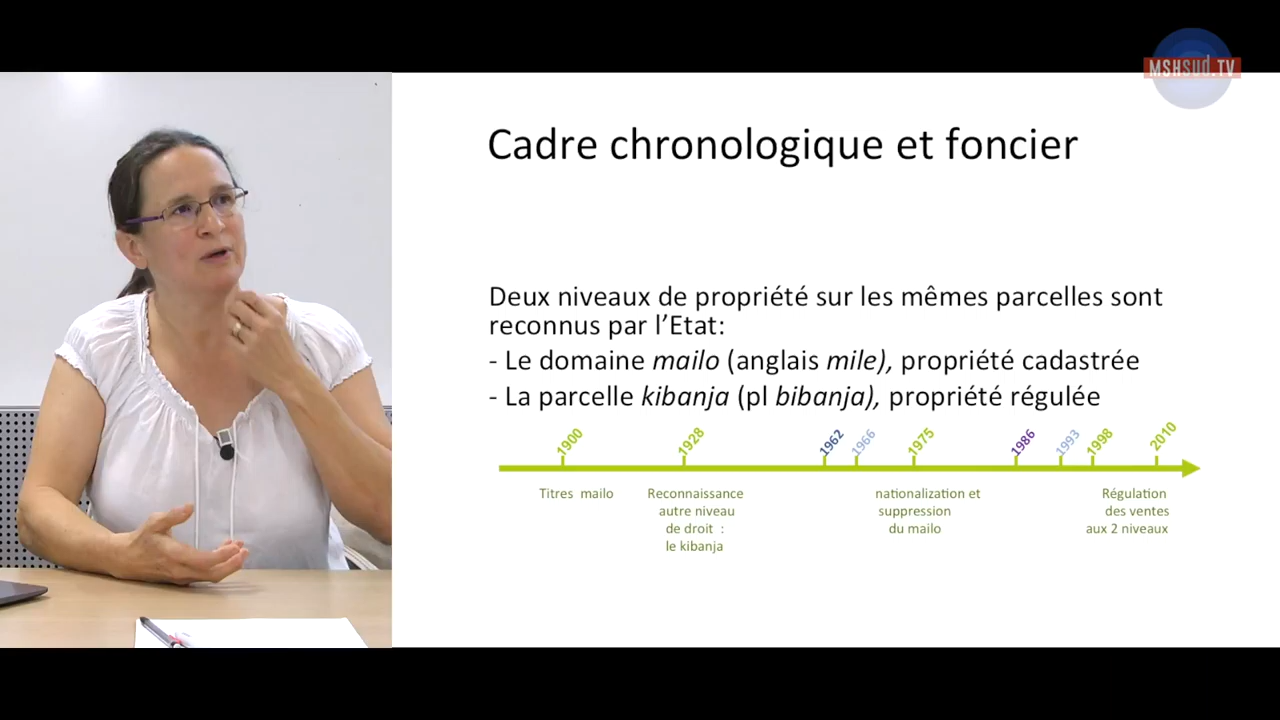 MSHSUD.TV
Cadre chronologique et foncier
Deux niveaux de propriété sur les mêmes parcelles sont
reconnus par l’Etat:
- Le domaine mailo (anglais mile), propriété cadastrée
- La parcelle kibanja (pl bibanja), propriété régulée
1900 1928 1962 1966 1975 1986 1993 1998 2010
Titres mailo
Reconnaissance
autre niveau
de droit :
le kibanja
nationalization et
suppression
du mailo
Régulation
des ventes
aux 2 niveaux